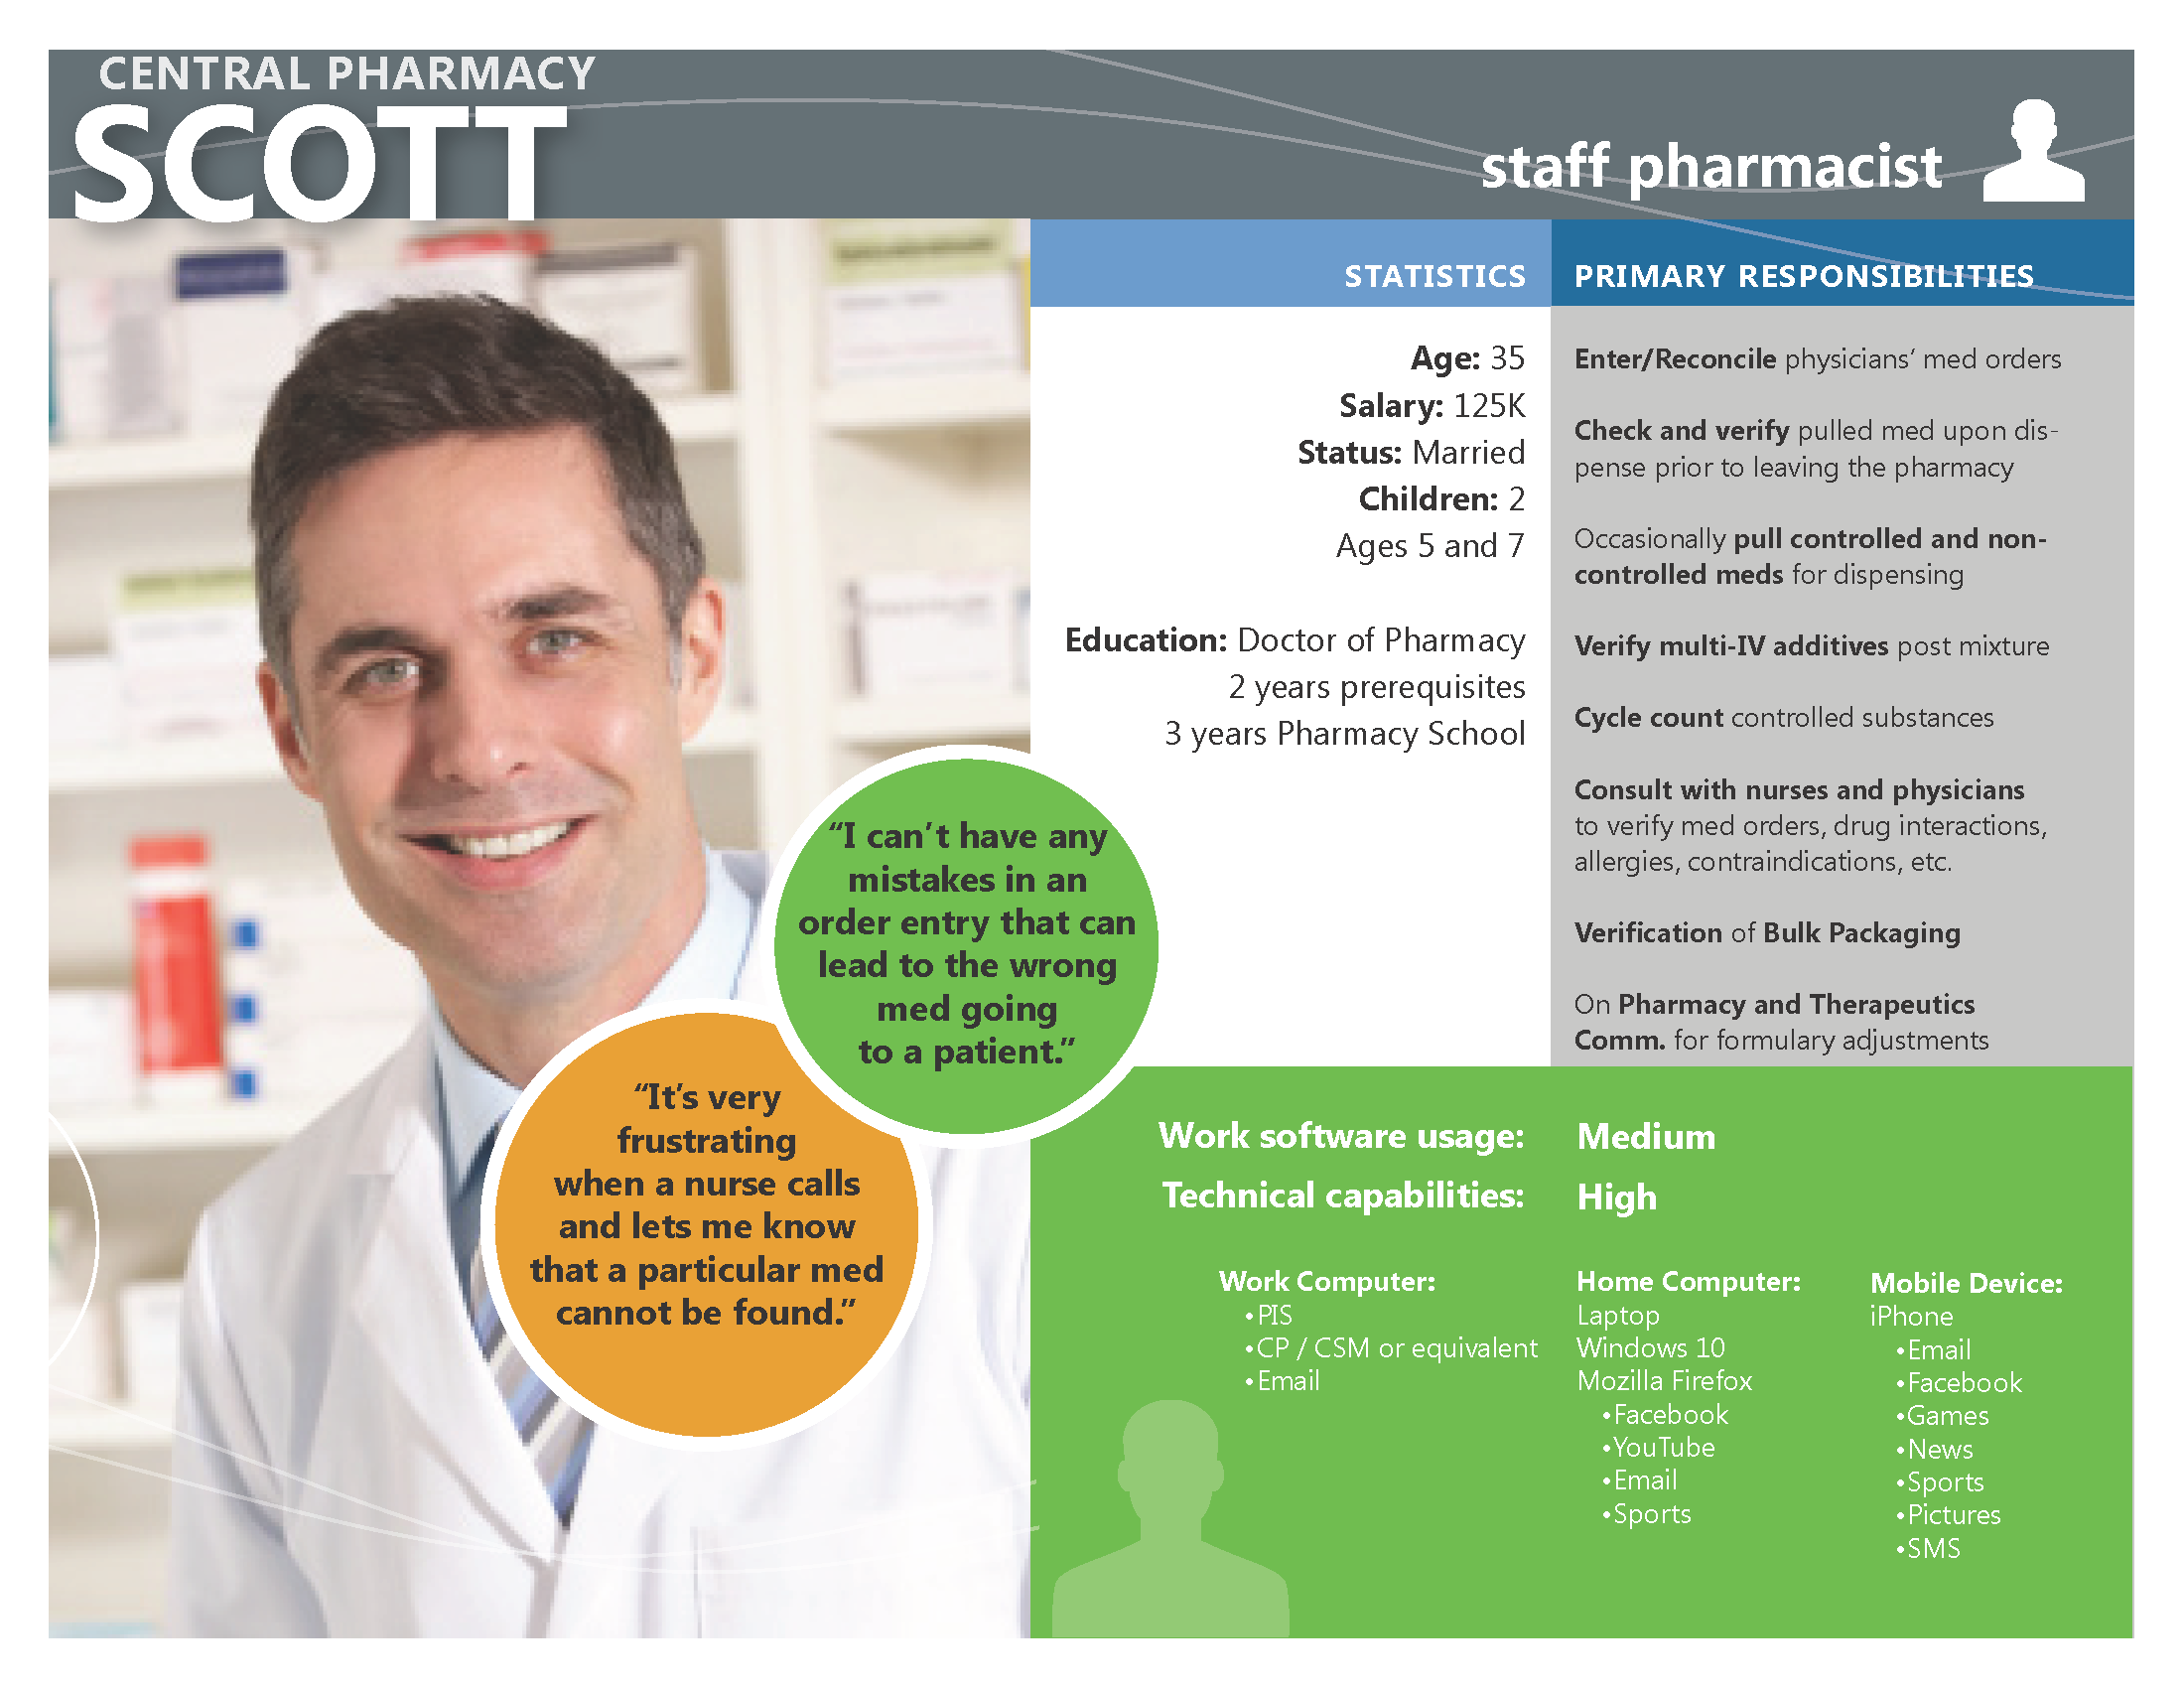 CENTRAL PHARMACY
SCOTT
staff pharmacist
STATISTICS
Age: 35
Salary: 125K
Status: Married
Children: 2
Ages 5 and 7
Education: Doctor of Pharmacy
2 years prerequisites
3 years Pharmacy School
PRIMARY RESPONSIBILITIES
Enter/Reconcile physicians’ med orders
Check and verify pulled med upon dis-
pense prior to leaving the pharmacy
Occasionally pull controlled and non-
controlled meds for dispensing
Verify multi-IV additives post mixture
Cycle count controlled substances
Consult with nurses and physicians
to verify med orders, drug interactions,
allergies, contraindications, etc.
Verification of Bulk Packaging
On Pharmacy and Therapeutics
Comm. for formulary adjustments
“I can’t have any
mistakes in an
order entry that can
lead to the wrong
med going
to a patient.”
“It’s very
frustrating
when a nurse calls
and lets me know
that a particular med
cannot be found.”
Work software usage: Medium
Technical capabilities: High
Work Computer:
•PIS
•CP / CSM or equivalent
•Email
Home Computer:
Laptop
Windows 10
Mozilla Firefox
•Facebook
•YouTube
•Email
•Sports
Mobile Device:
iPhone
•Email
•Facebook
•Games
•News
•Sports
•Pictures
•SMS